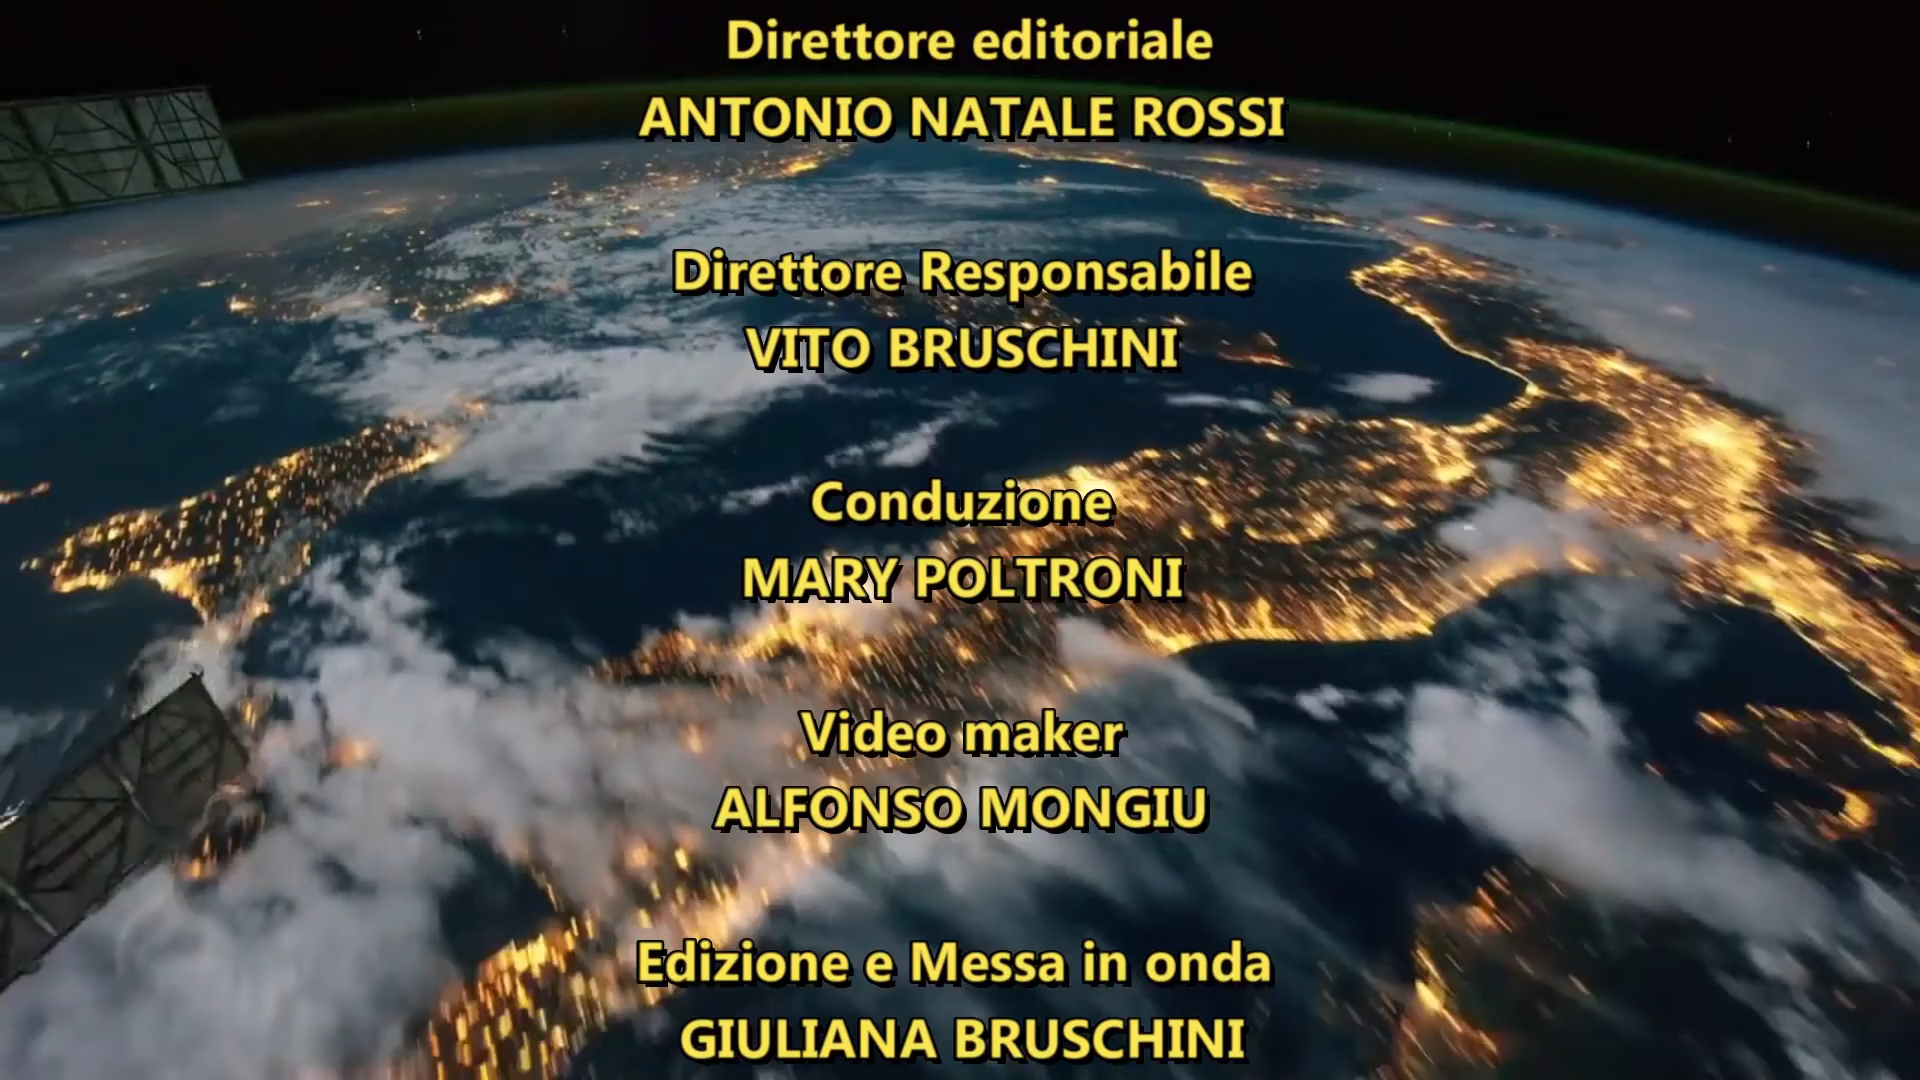 Direttore editoriale
ANTONIO NATALE ROSSI
Direttore Responsabile
VITO BRUSCHINI
Conduzione
MARY POLTRONI
Video maker
ALFONSO MONGIU
Edizione e Messa in onda
GIULIANA BRUSCHINI